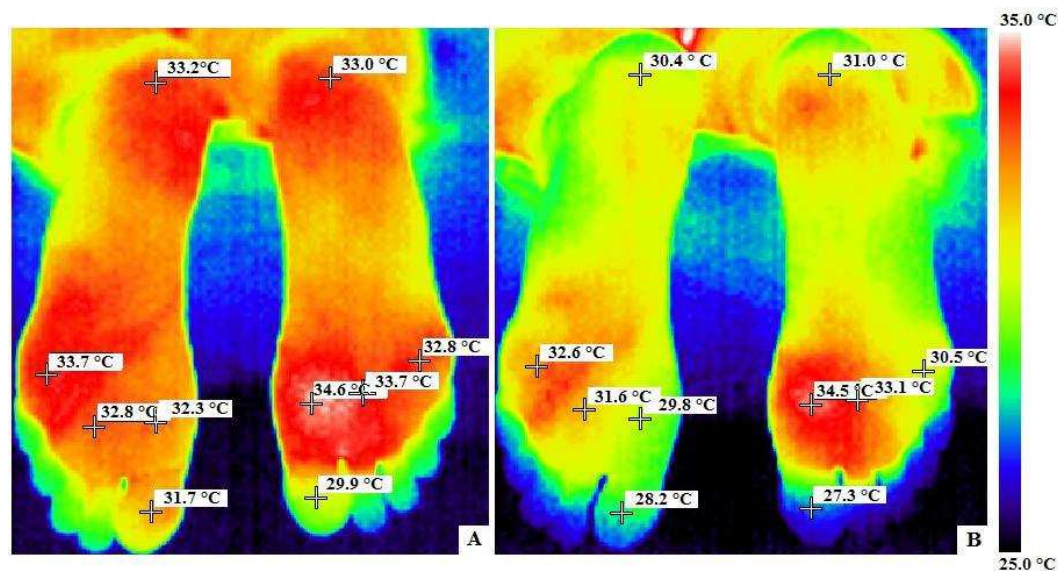 35.0 °C
33.2°C
33.0 °C
30.4 °C
31.0 ° C
32.8 °C
33.7 °C
34.6 °C
33.7 °C
32.8 °C
32.3 °C
31.7 °C
29.9 °C
A
32.6 °C
30.5 °C
34.5 °C
33.1 °C
31.6 °C
29.8 °C
28.2 °C
27.3 °C
B
25.0 °C